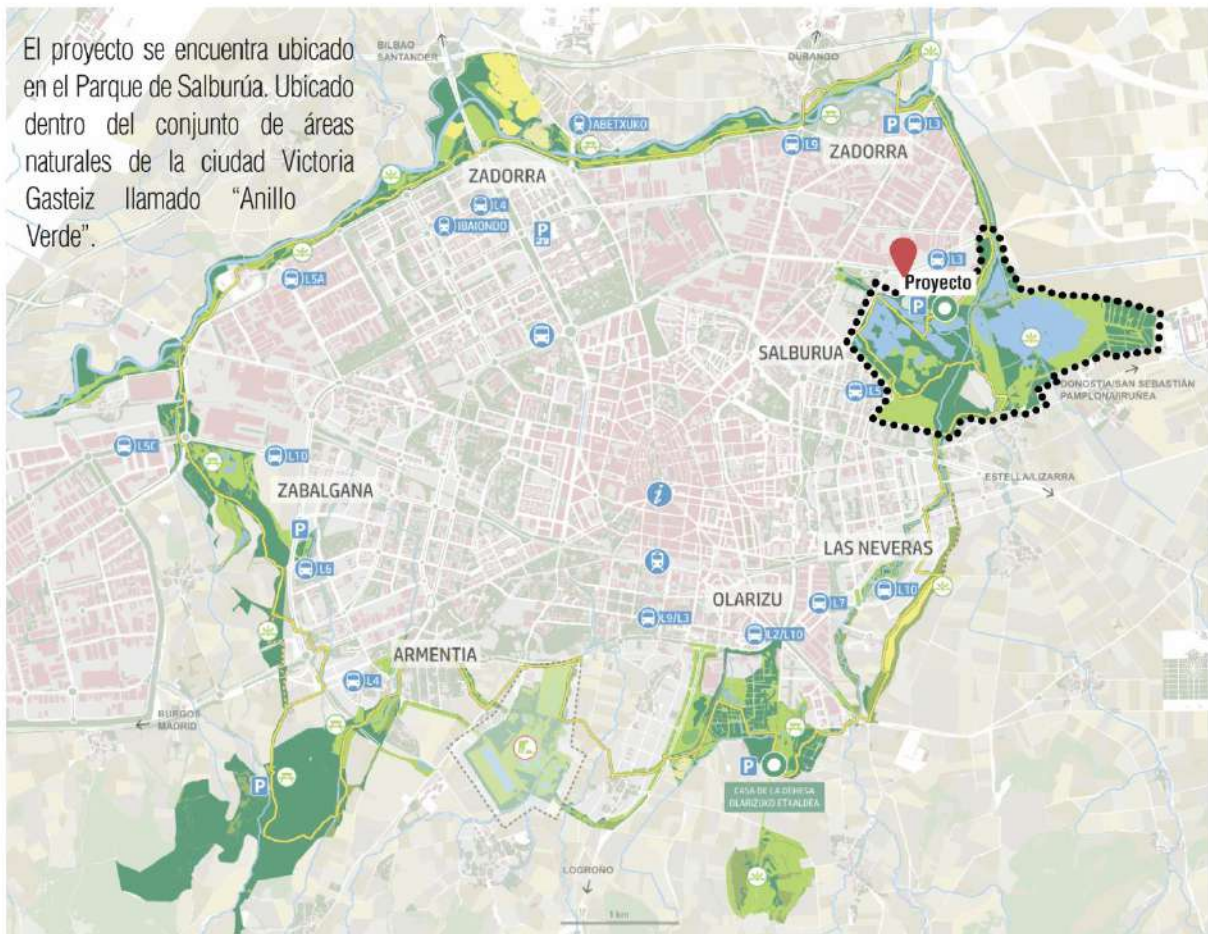 El proyecto se encuentra ubicado
en el Parque de Salburúa. Ubicado
dentro del conjunto de áreas
naturales de la ciudad Victoria
Gasteiz llamado “Anillo
Verde”.
BILBAO
SANTANDER
DURANGO
ABETXUKO
L9
P
L3
ZADORRA
ZADORRA
L4
IBAIONDO
P
L5A
L3
Proyecto
P
SALBURUA
L5
DONOSTIA/SAN SEBASTIÁN
PAMPLONA/IRUÑEA
L5C
L10
ZABALGANA
ESTELLA/LIZARRA
i
P
LAS NEVERAS
L6
L10
OLARIZU
L7
L9/L3
L2/L10
ARMENTIA
L4
BURGOS
MADRID
P
P
CASA DE LA DEHESA
OLARIZUKO ETXALDEA
LOGROÑO
1 km